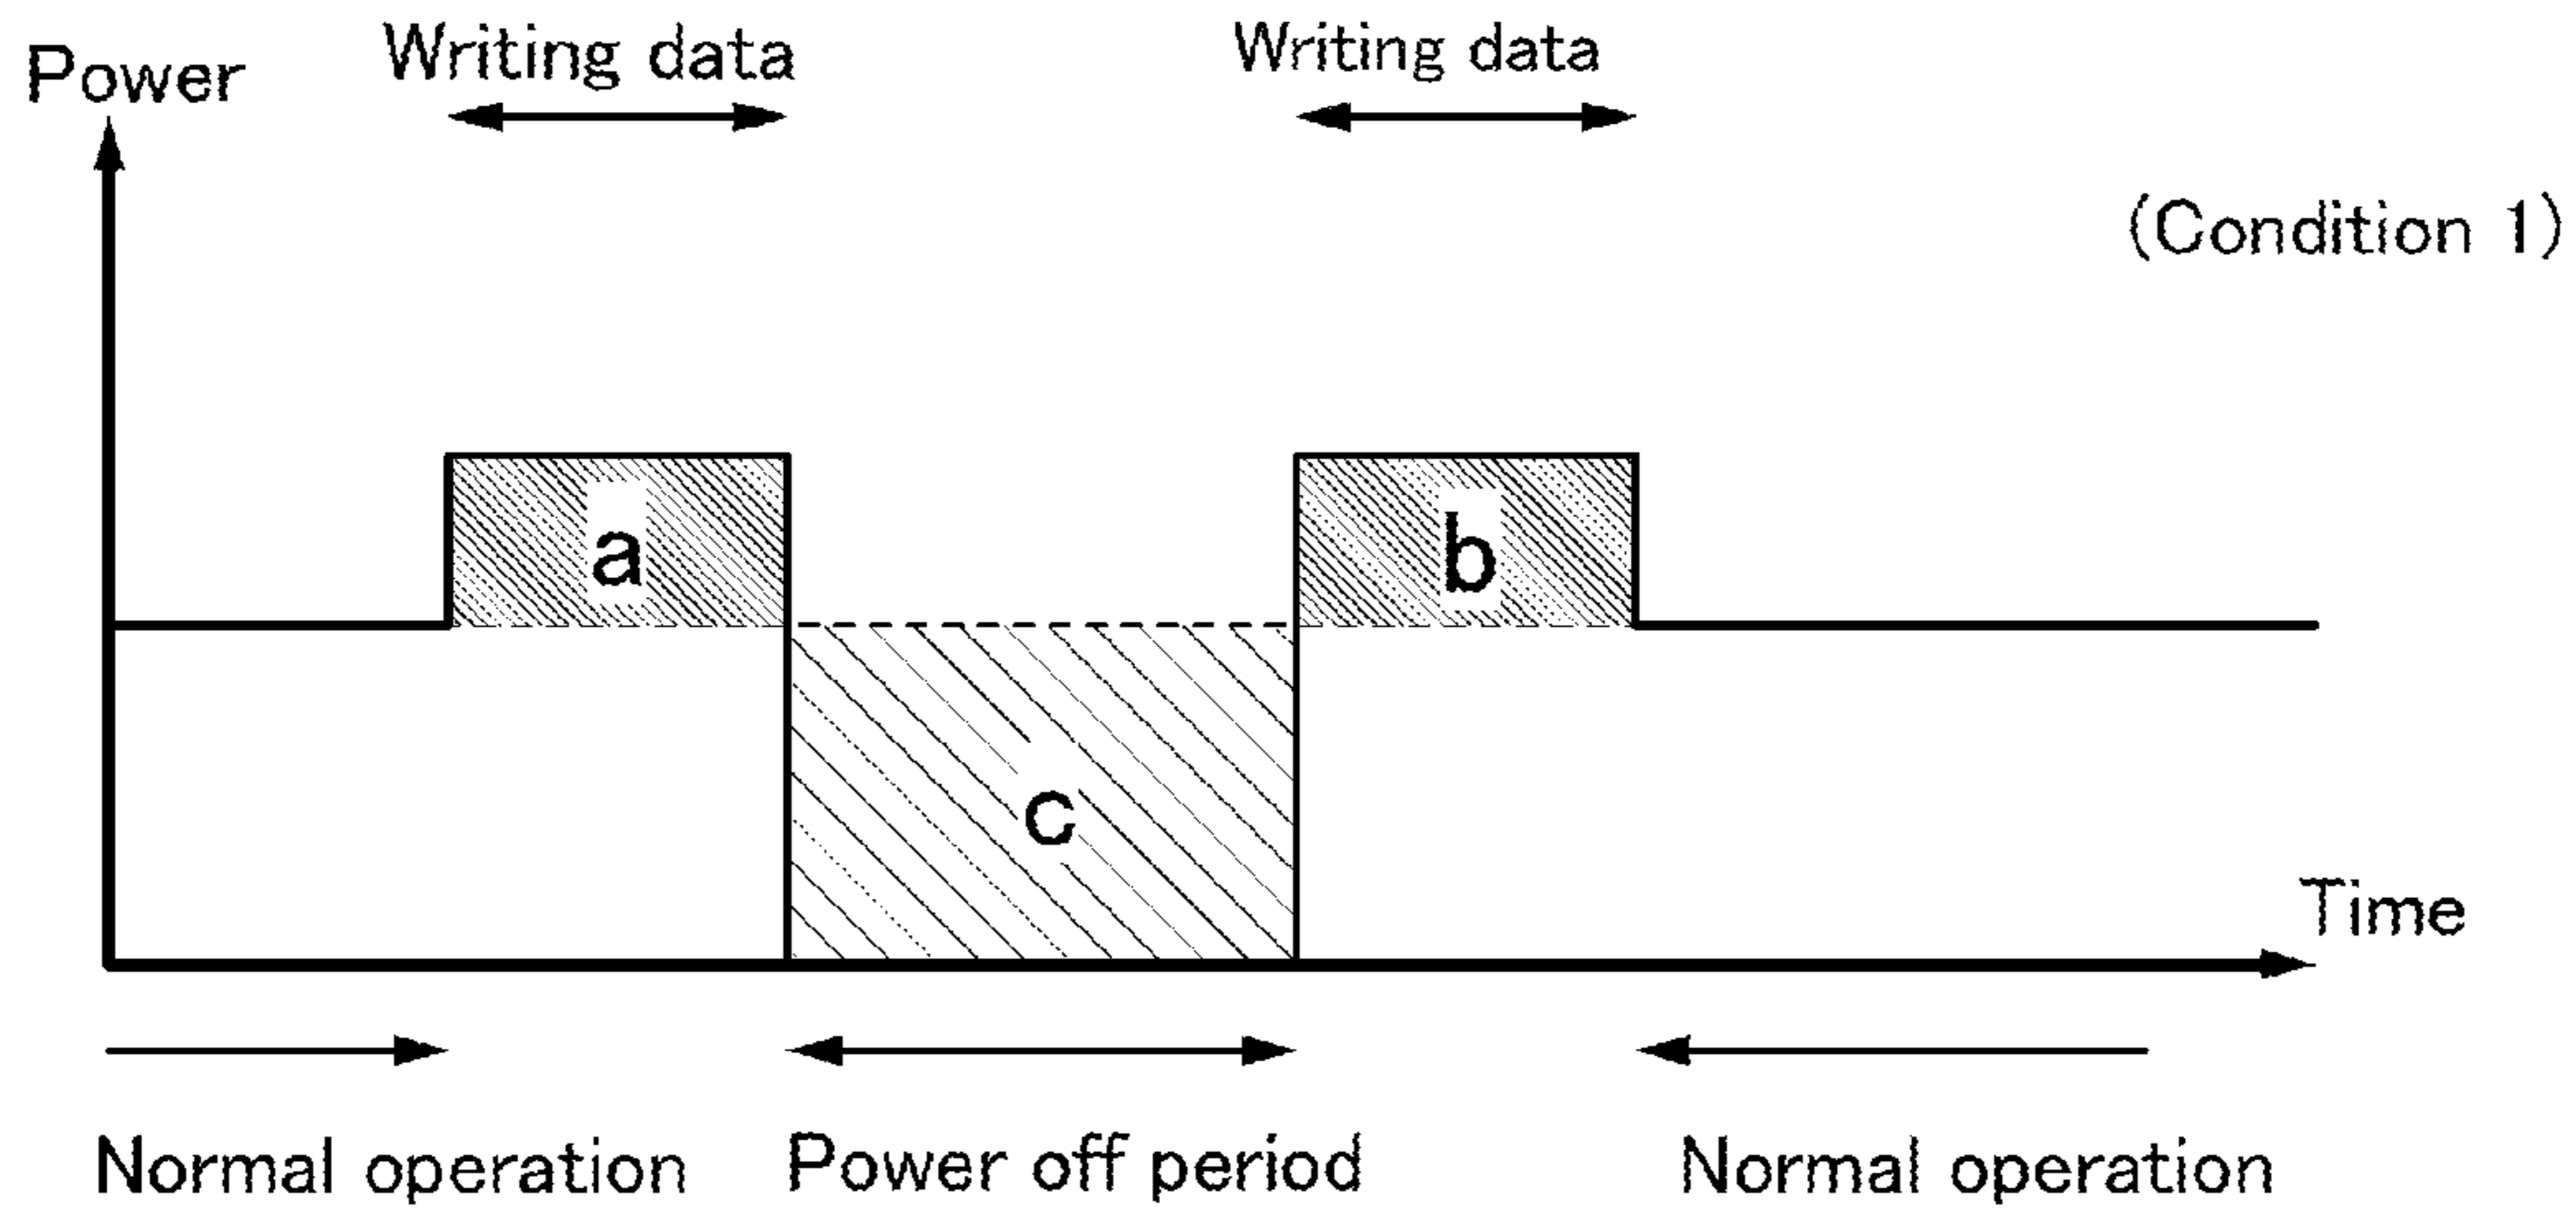 Writing data
Writing data
Power
(Condition 1)
a
b
c
Time
Normal operation
Power off period
Normal operation